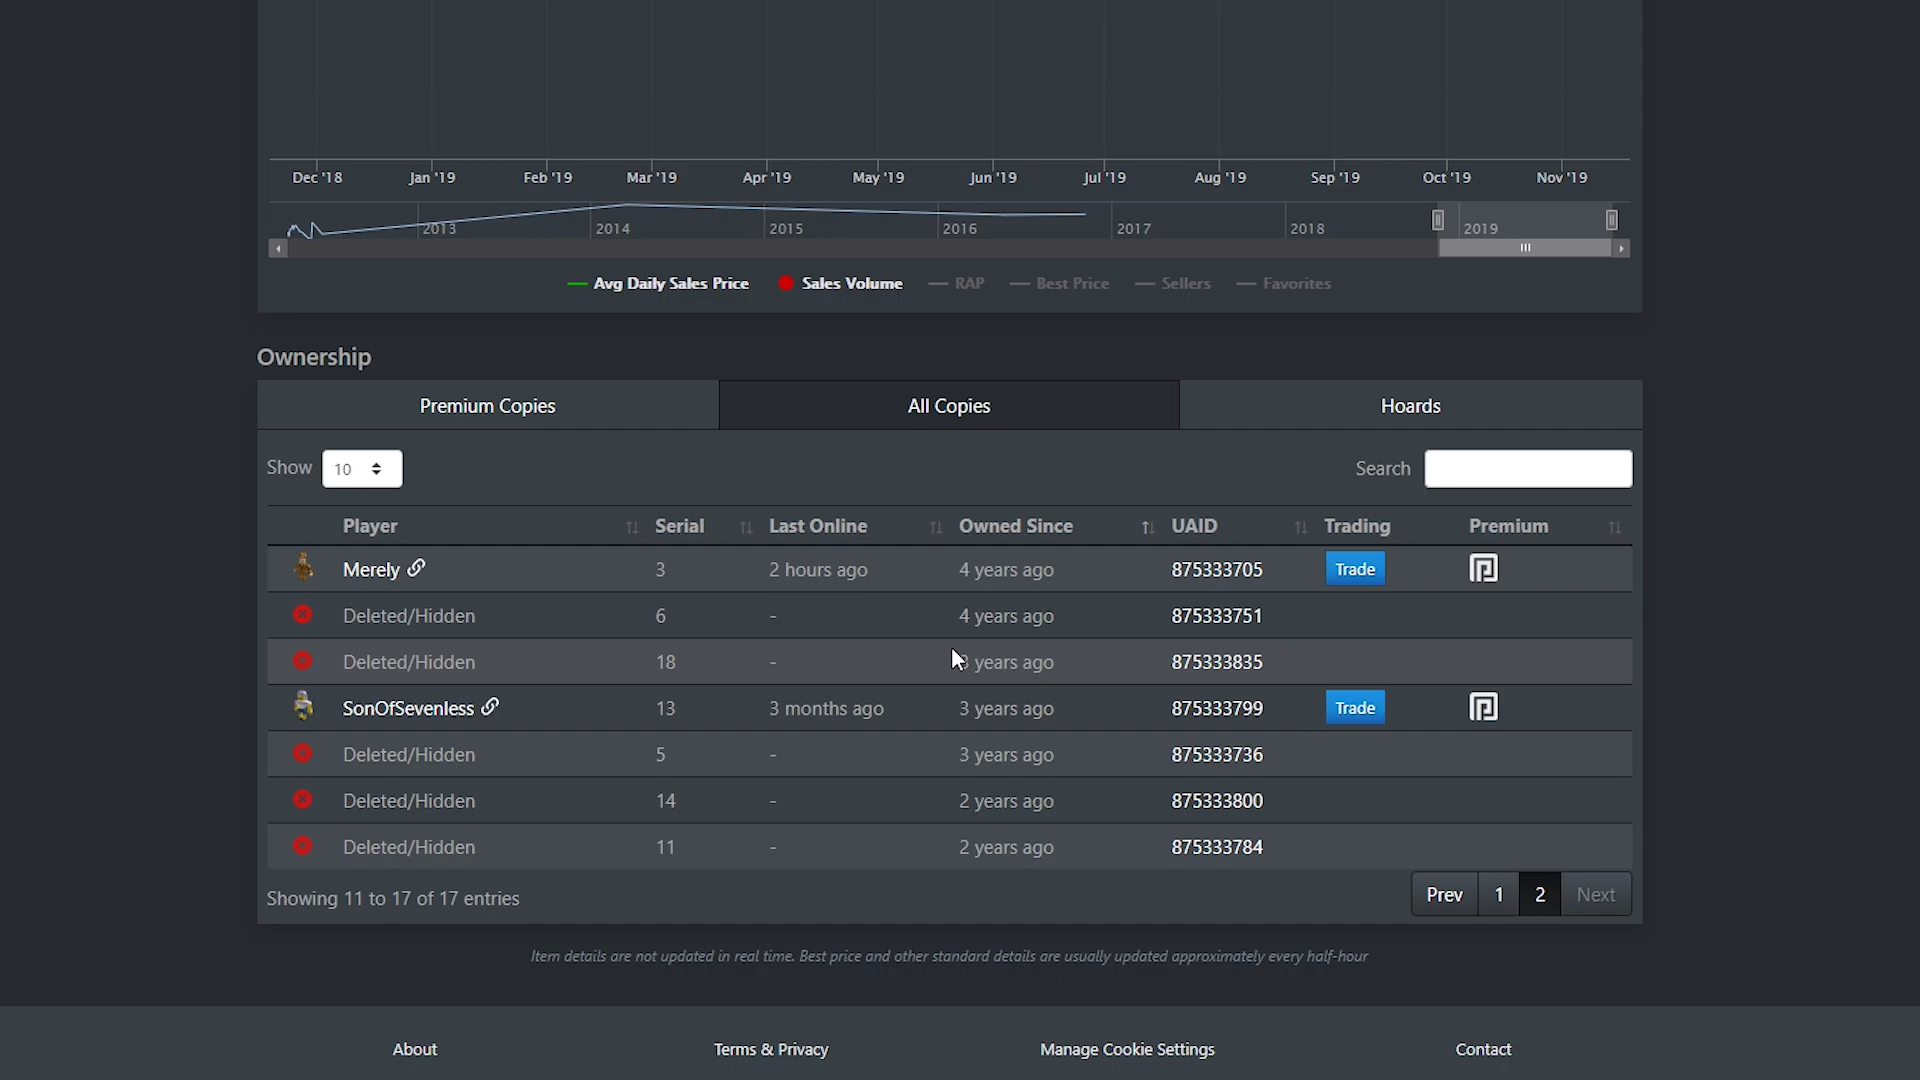 Dec '18 Jan '19 Feb '19 Mar '19 Apr '19 May '19 Jun '19 Jul '19 Aug '19 Sep '19 Oct '19 Nov '19
2013 2014 2015 2016 2017 2018 2019
Avg Daily Sales Price Sales Volume RAP Best Price Sellers Favorites
Ownership
Premium Copies All Copies Hoards
Show 10 Search
Player Serial Last Online Owned Since UAID Trading Premium
Merely 3 2 hours ago 4 years ago 875333705 Trade
Deleted/Hidden 6 - 4 years ago 875333751
Deleted/Hidden 18 - 3 years ago 875333835
SonOfSevenless 13 3 months ago 3 years ago 875333799 Trade
Deleted/Hidden 5 - 3 years ago 875333736
Deleted/Hidden 14 - 2 years ago 875333800
Deleted/Hidden 11 - 2 years ago 875333784
Showing 11 to 17 of 17 entries Prev 1 2 Next
Item details are not updated in real time. Best price and other standard details are usually updated approximately every half-hour
About Terms & Privacy Manage Cookie Settings Contact